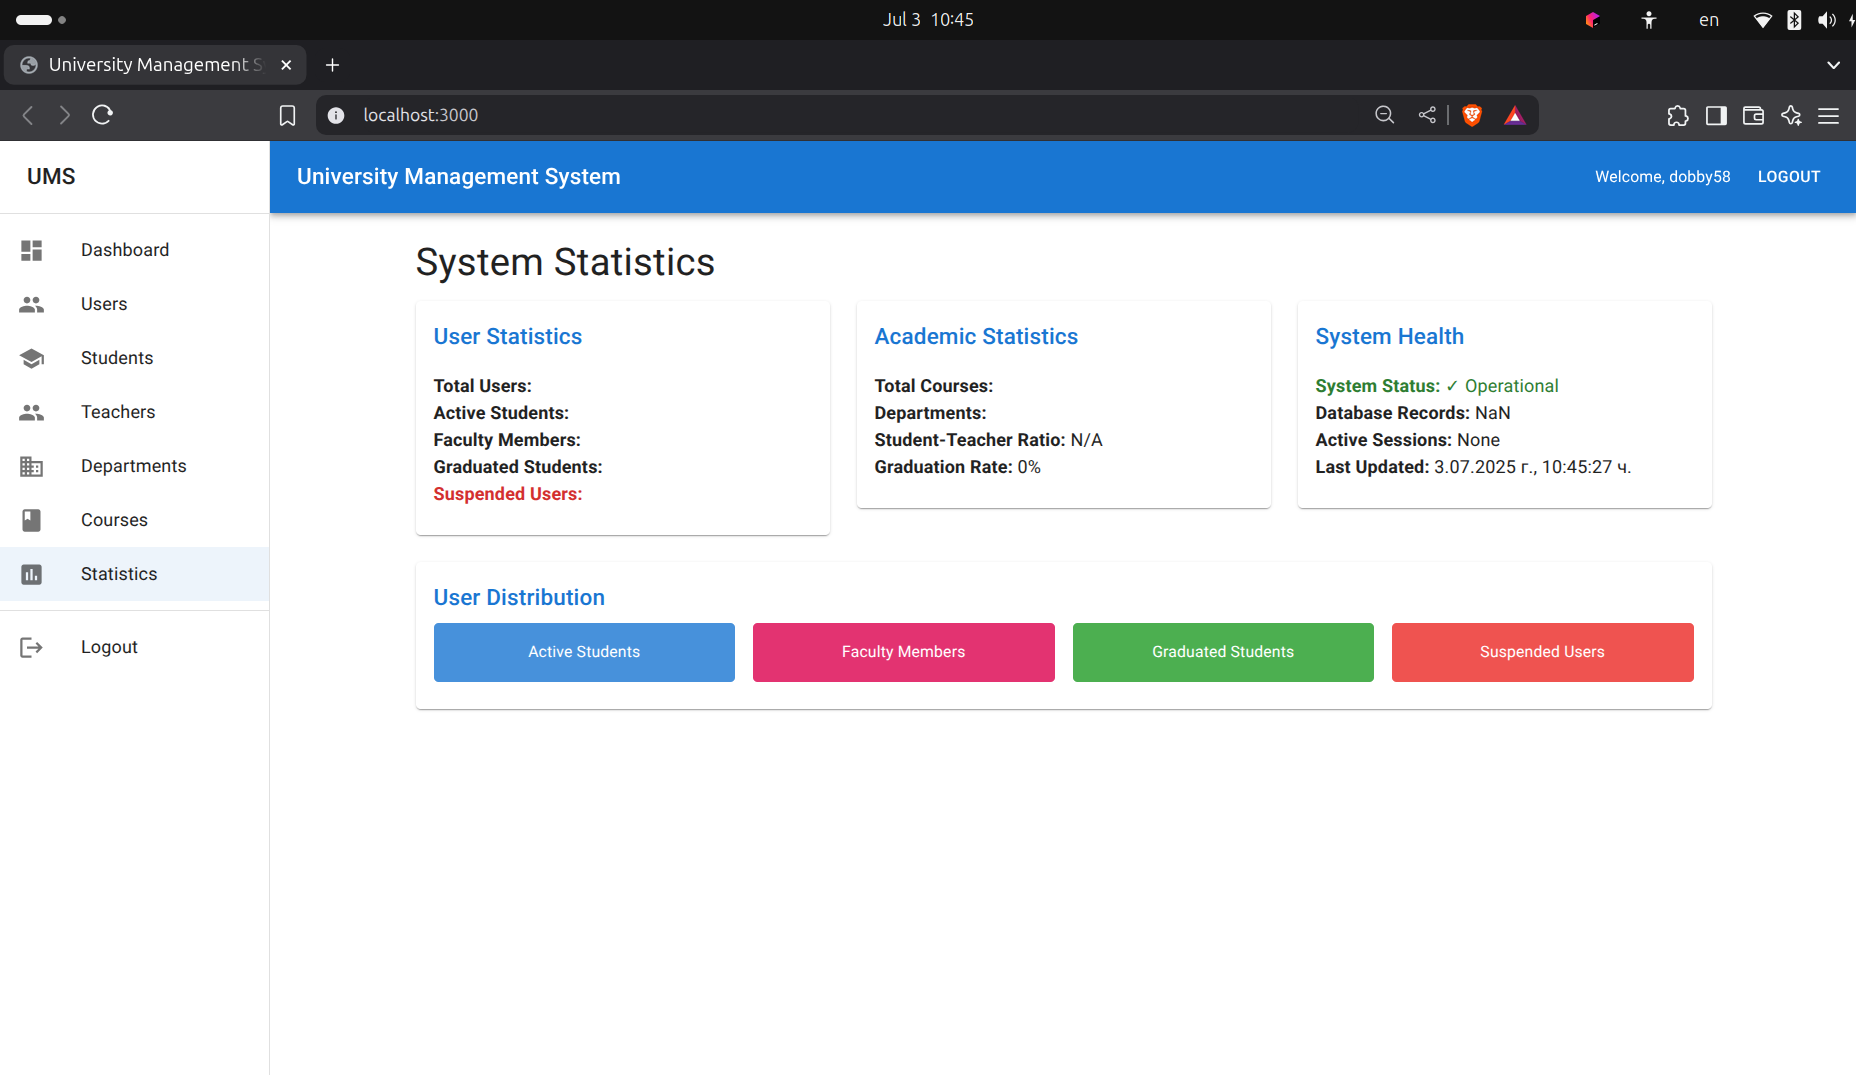 Jul 3 10:45
en
University Management S
localhost:3000
UMS
University Management System
Welcome, dobby58
LOGOUT
Dashboard
Users
Students
Teachers
Departments
Courses
Statistics
Logout
System Statistics
User Statistics
Total Users:
Active Students:
Faculty Members:
Graduated Students:
Suspended Users:
Academic Statistics
Total Courses:
Departments:
Student-Teacher Ratio: N/A
Graduation Rate: 0%
System Health
System Status: ✓ Operational
Database Records: NaN
Active Sessions: None
Last Updated: 3.07.2025 г., 10:45:27 ч.
User Distribution
Active Students
Faculty Members
Graduated Students
Suspended Users